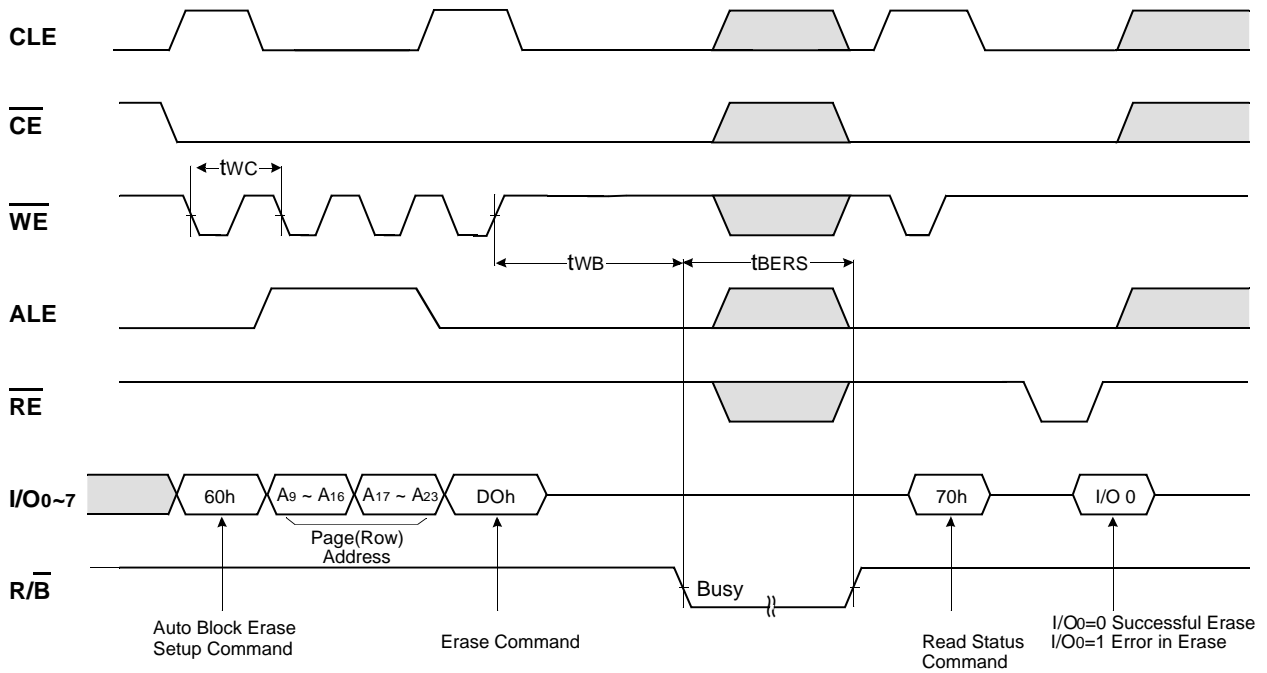 CLE
CE
tWC
WE
tWB
tBERS
ALE
RE
I/O0~7
60h
A9 ~ A16
A17 ~ A23
DOh
70h
I/O 0
Page(Row)
Address
R/B
Busy
Auto Block Erase
Setup Command
Erase Command
Read Status
Command
I/O0=0 Successful Erase
I/O0=1 Error in Erase